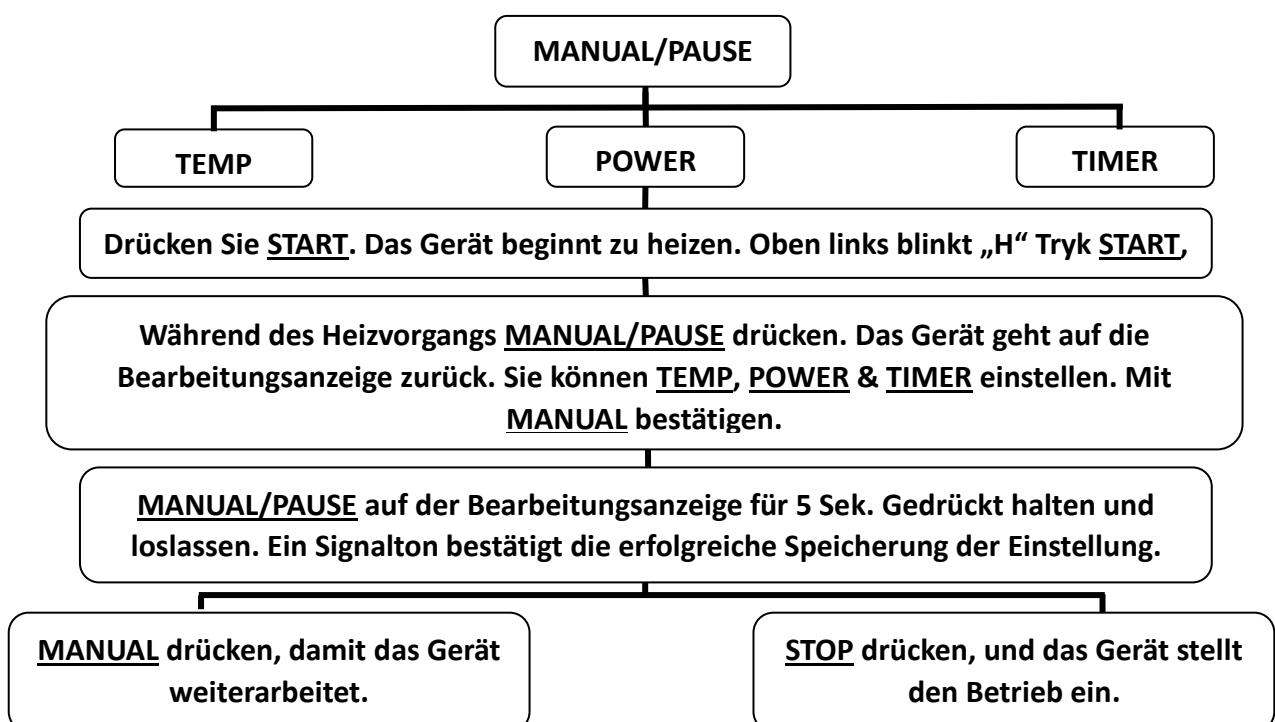 MANUAL/PAUSE
TEMP
POWER
TIMER
Drücken Sie START. Das Gerät beginnt zu heizen. Oben links blinkt „H“ Tryk START,
Während des Heizvorgangs MANUAL/PAUSE drücken. Das Gerät geht auf die
Bearbeitungsanzeige zurück. Sie können TEMP, POWER & TIMER einstellen. Mit
MANUAL bestätigen.
MANUAL/PAUSE auf der Bearbeitungsanzeige für 5 Sek. Gedrückt halten und
loslassen. Ein Signalton bestätigt die erfolgreiche Speicherung der Einstellung.
MANUAL drücken, damit das Gerät
weiterarbeitet.
STOP drücken, und das Gerät stellt
den Betrieb ein.